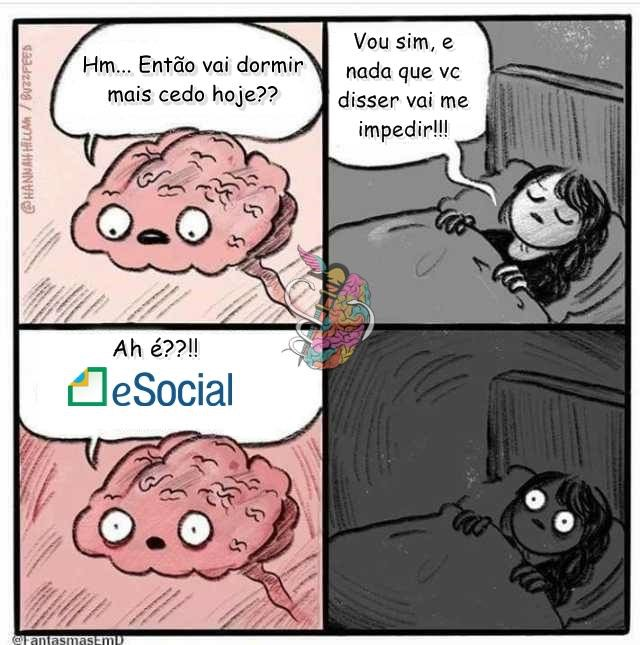 Hm... Então vai dormir
mais cedo hoje??
Vou sim, e
nada que vc
disser vai me
impedir!!!
@HANNAHHILLAM / BUZZFEED
Ah é??!!
eSocial
@FantasmasEmD